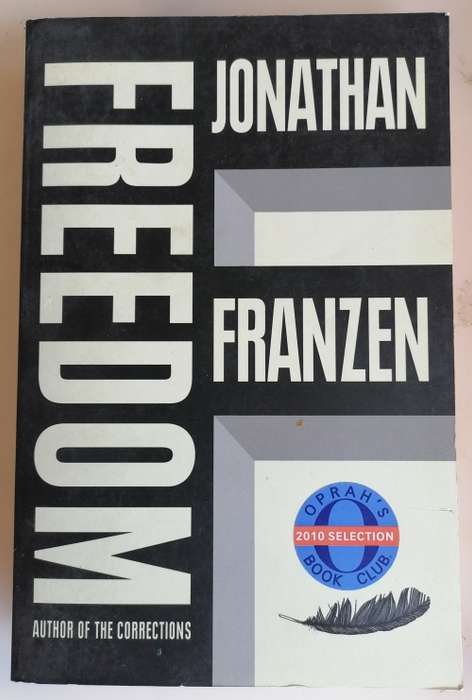 FREEDOM
JONATHAN
FRANZEN
OPRAH'S
O
2010 SELECTION
BOOK CLUB
AUTHOR OF THE CORRECTIONS